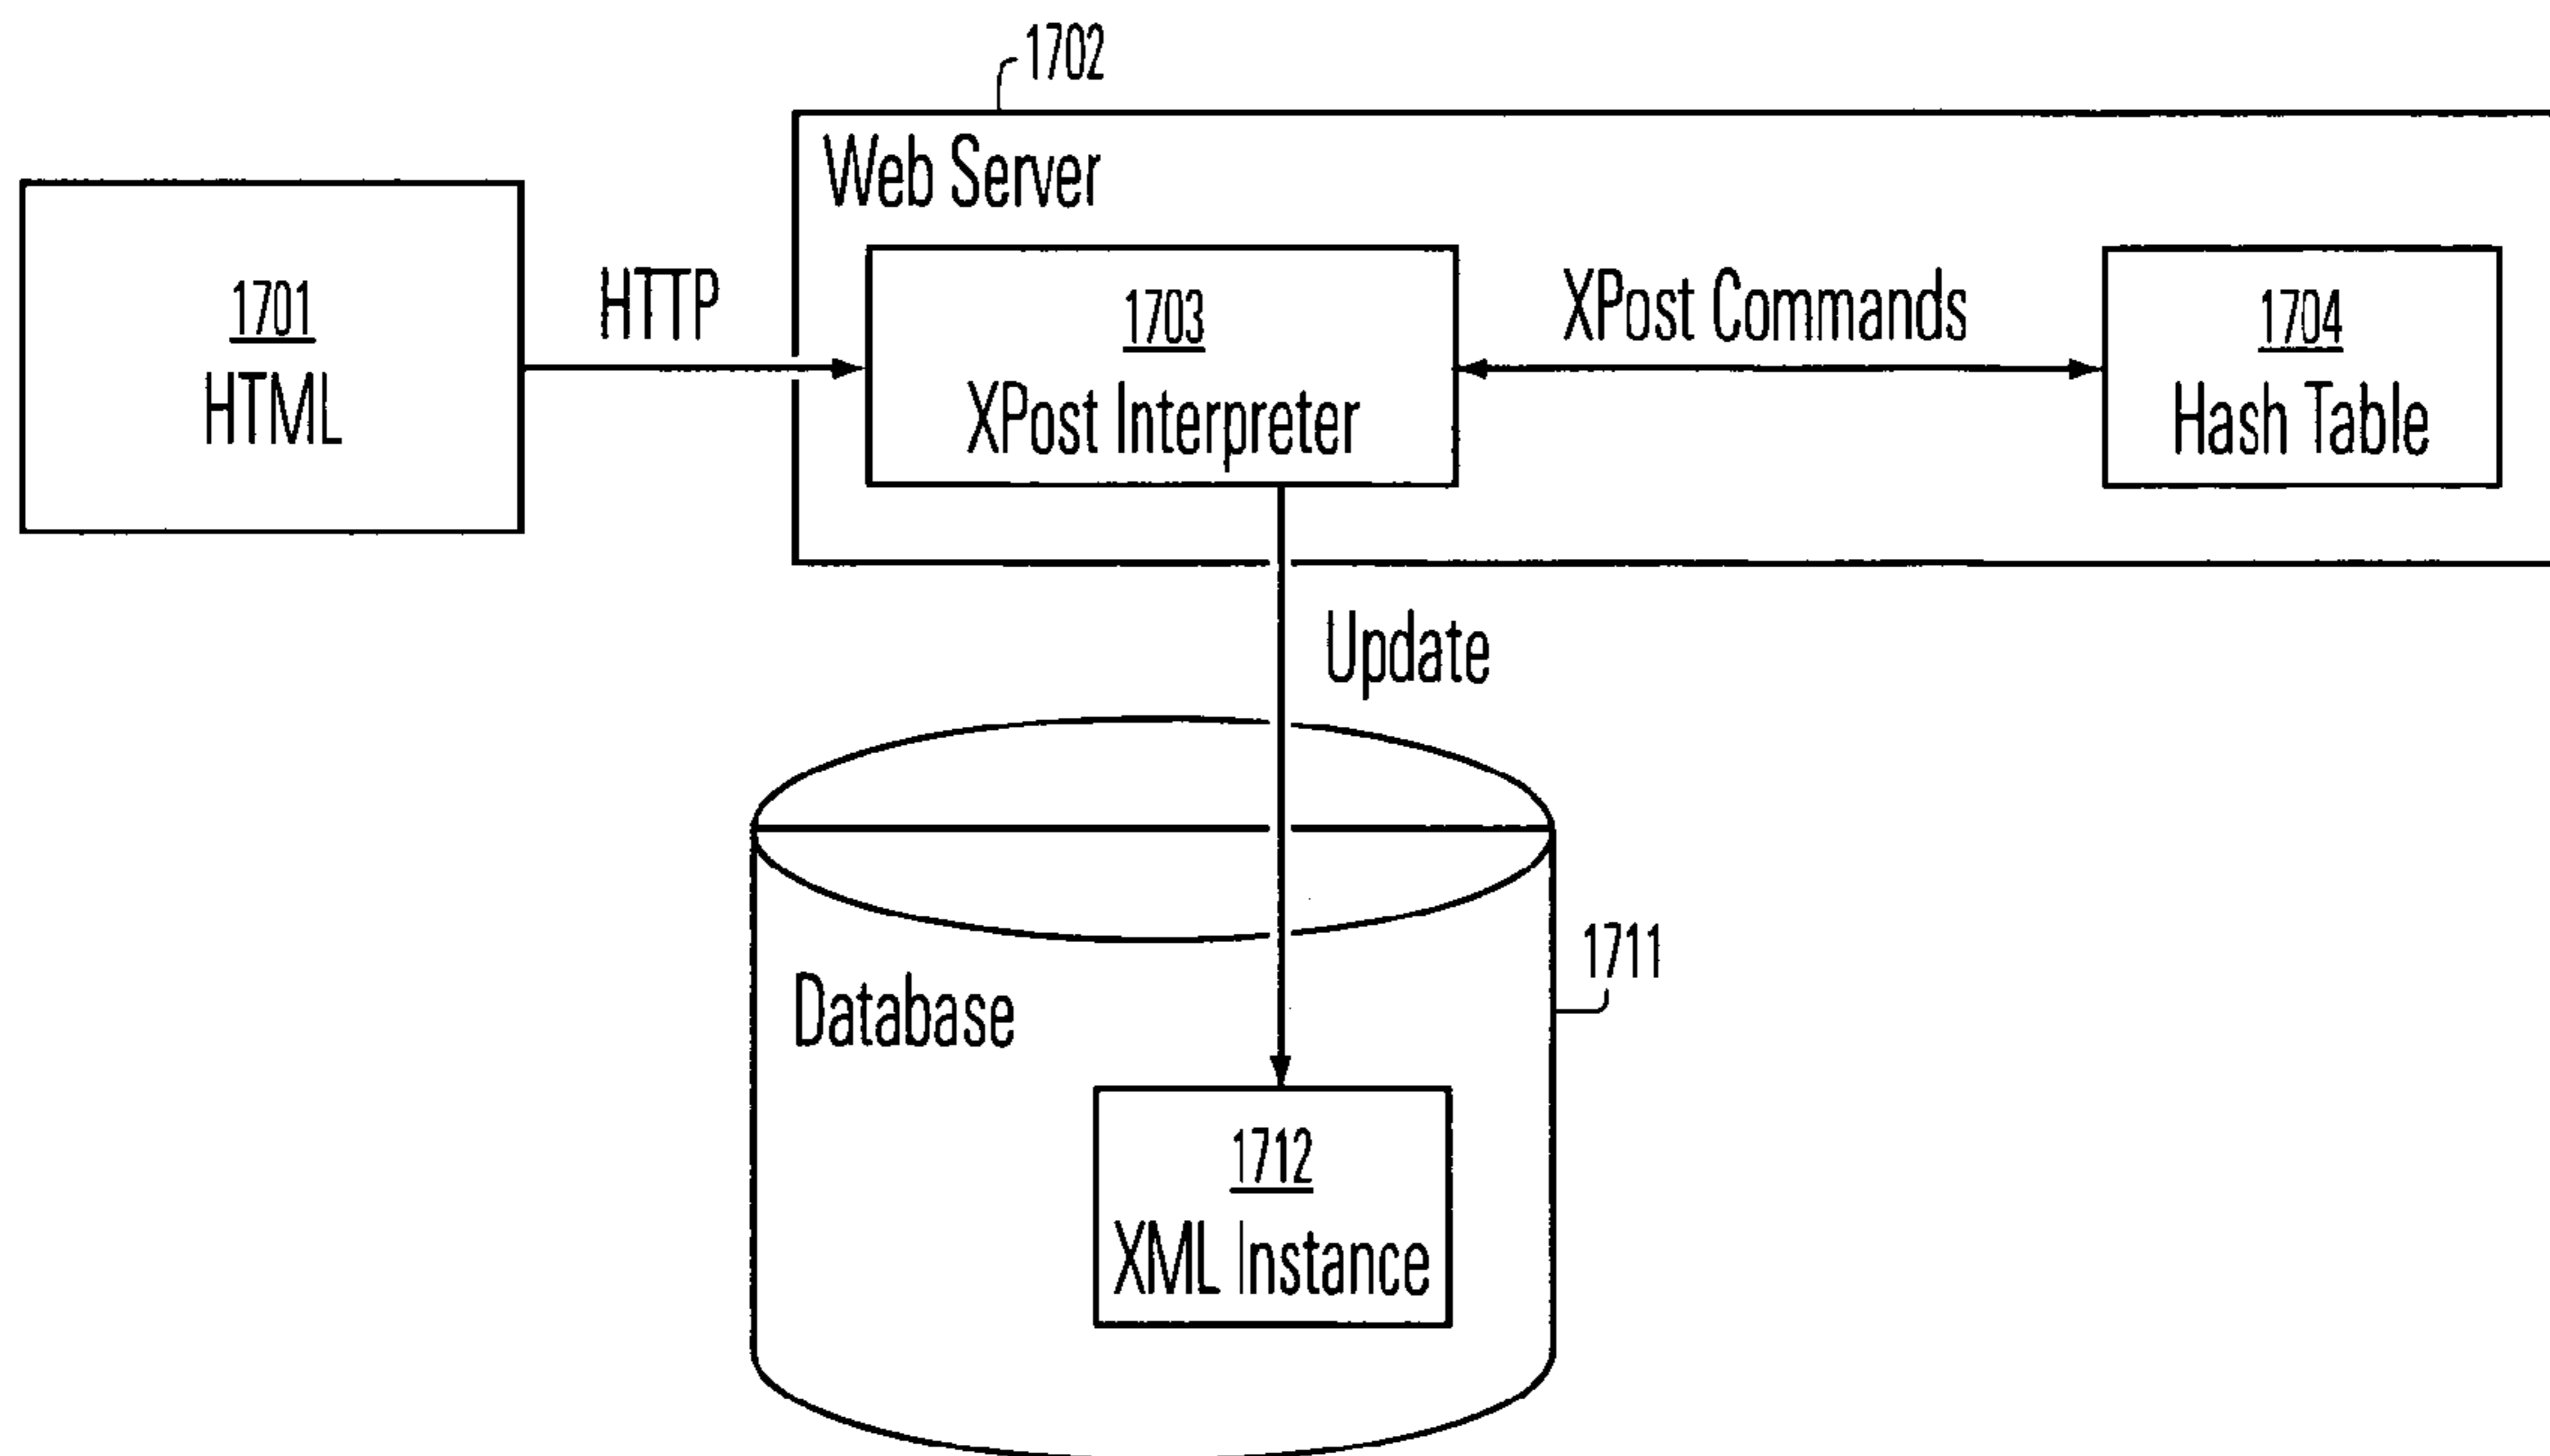 1702
Web Server
1701
HTML
HTTP
1703
XPost Interpreter
XPost Commands
1704
Hash Table
Update
Database
1711
1712
XML Instance